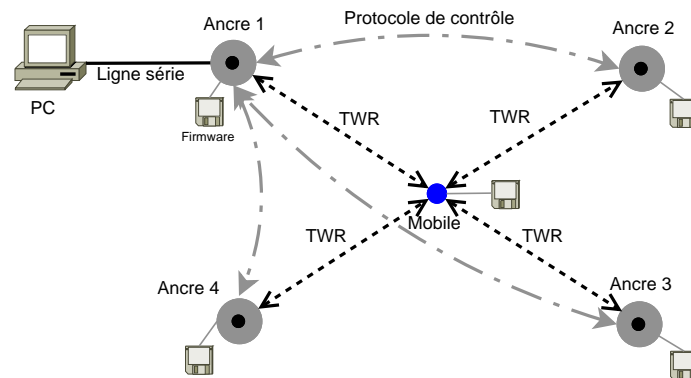 Protocole de contrôle
Ancre 1
Ancre 2
Ligne série
PC
Firmware
TWR
TWR
Mobile
TWR
TWR
Ancre 4
Ancre 3